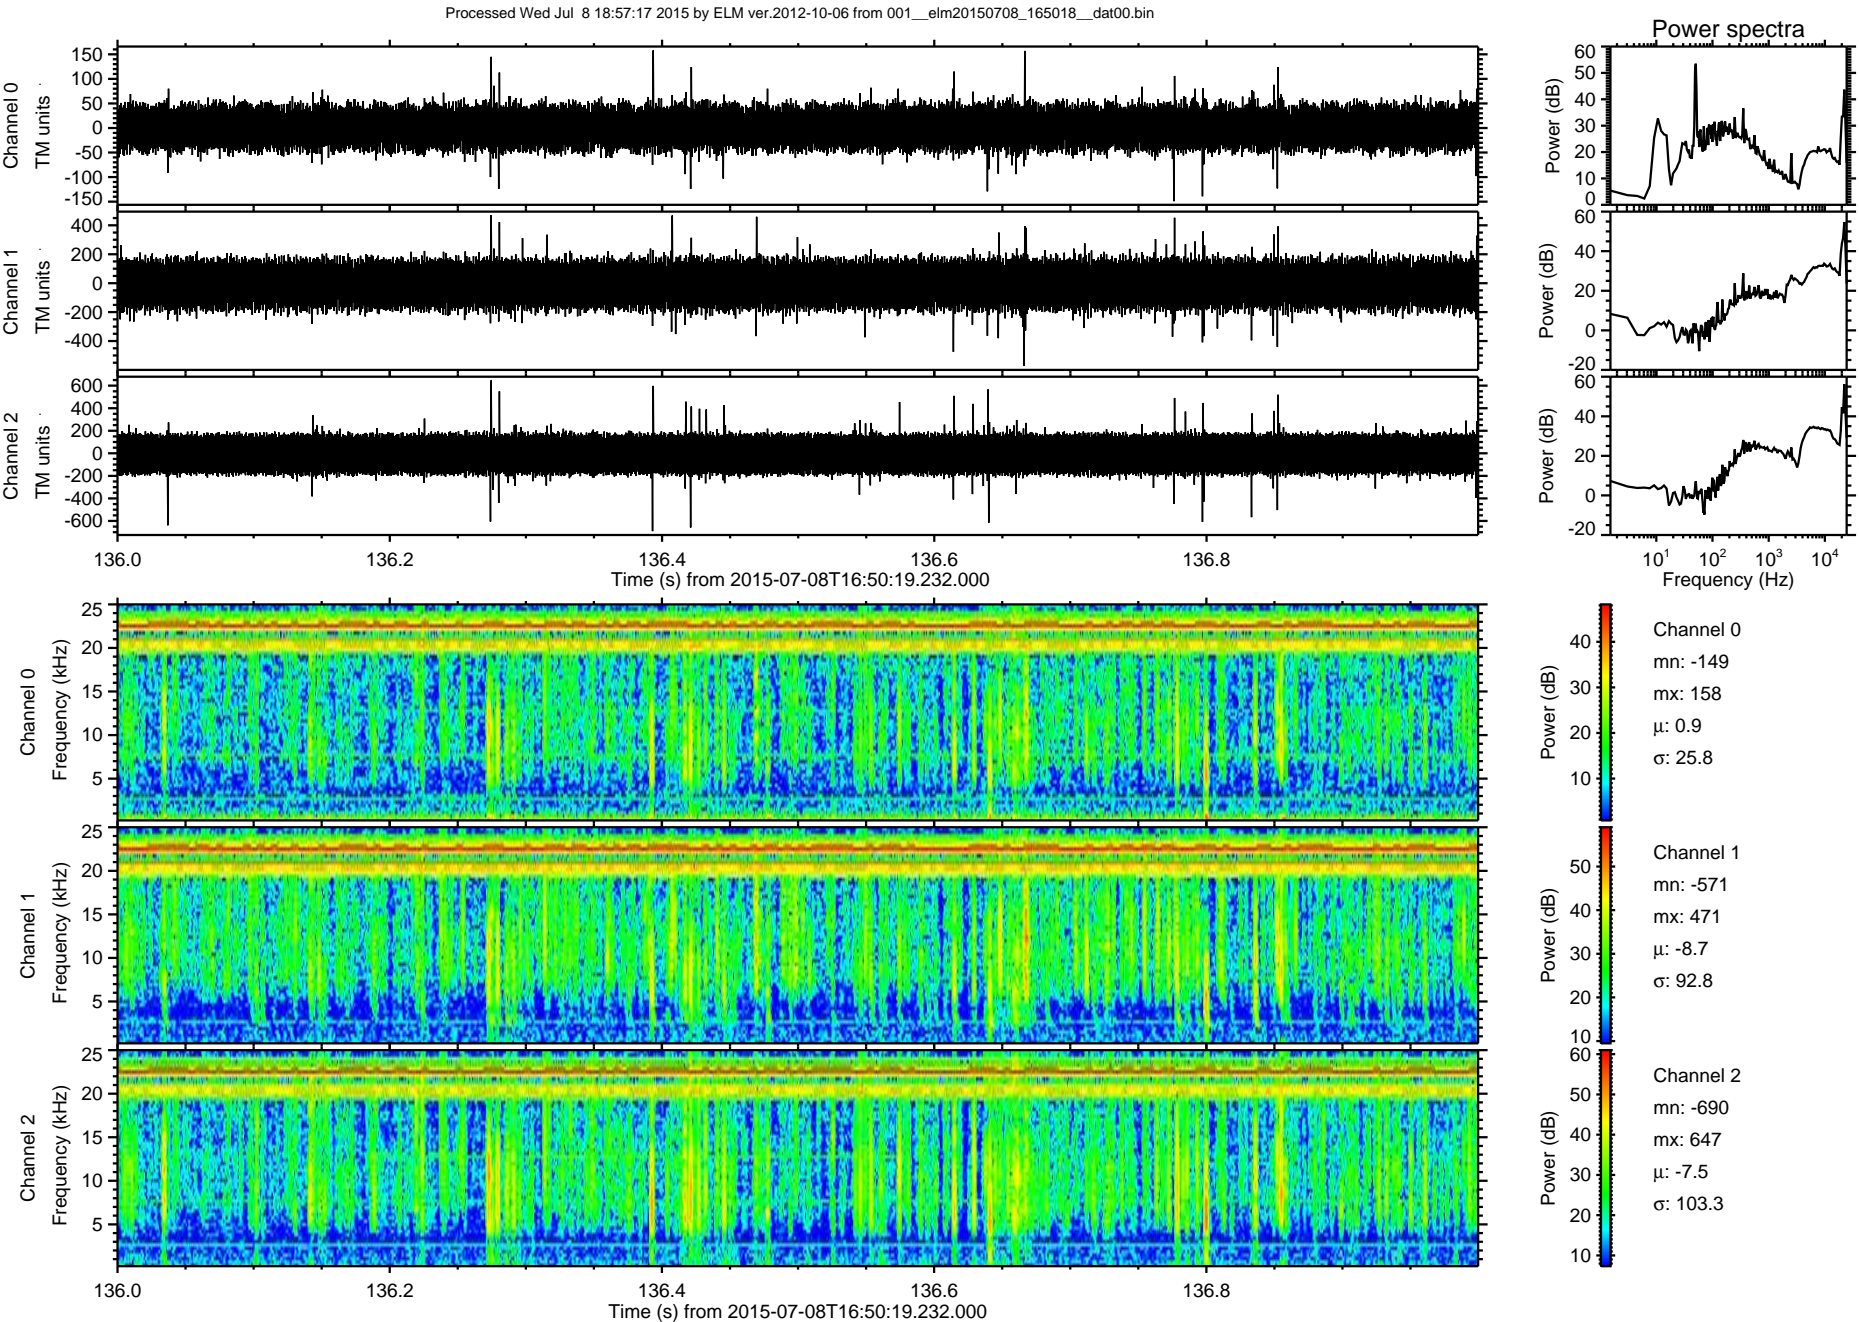 Processed Wed Jul  8 18:57:17 2015 by ELM ver.2012-10-06 from 001__elm20150708_165018__dat00.bin
Power spectra
Channel 0
TM units
150
100
50
0
-50
-100
-150
Power (dB)
60
50
40
30
20
10
0
Channel 1
TM units
400
200
0
-200
-400
Power (dB)
60
40
20
0
-20
Channel 2
TM units
600
400
200
0
-200
-400
-600
Power (dB)
60
40
20
0
-20
136.0 136.2 136.4 136.6 136.8
Time (s) from 2015-07-08T16:50:19.232.000
10¹ 10² 10³ 10⁴
Frequency (Hz)
Channel 0
Frequency (kHz)
25
20
15
10
5
Power (dB)
40
30
20
10
Channel 0
mn: -149
mx: 158
μ: 0.9
σ: 25.8
Channel 1
Frequency (kHz)
25
20
15
10
5
Power (dB)
50
40
30
20
10
Channel 1
mn: -571
mx: 471
μ: -8.7
σ: 92.8
Channel 2
Frequency (kHz)
25
20
15
10
5
Power (dB)
60
50
40
30
20
10
Channel 2
mn: -690
mx: 647
μ: -7.5
σ: 103.3
136.0 136.2 136.4 136.6 136.8
Time (s) from 2015-07-08T16:50:19.232.000